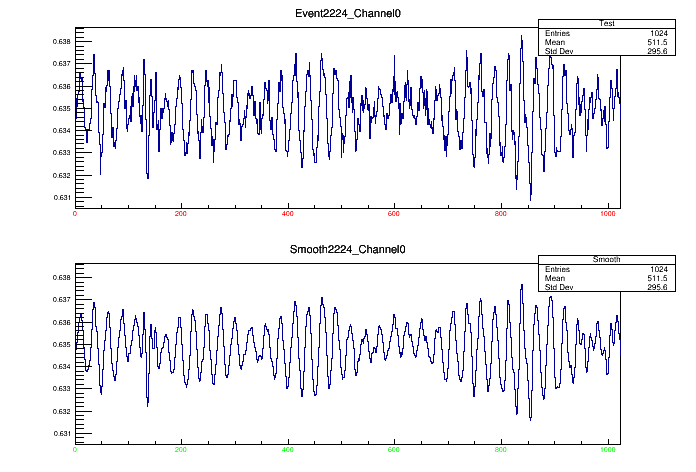 Event2224_Channel0
Test
Entries 1024
Mean 511.5
Std Dev 295.6
0.638
0.637
0.636
0.635
0.634
0.633
0.632
0.631
0 200 400 600 800 1000
Smooth2224_Channel0
Smooth
Entries 1024
Mean 511.5
Std Dev 295.6
0.638
0.637
0.636
0.635
0.634
0.633
0.632
0.631
0 200 400 600 800 1000